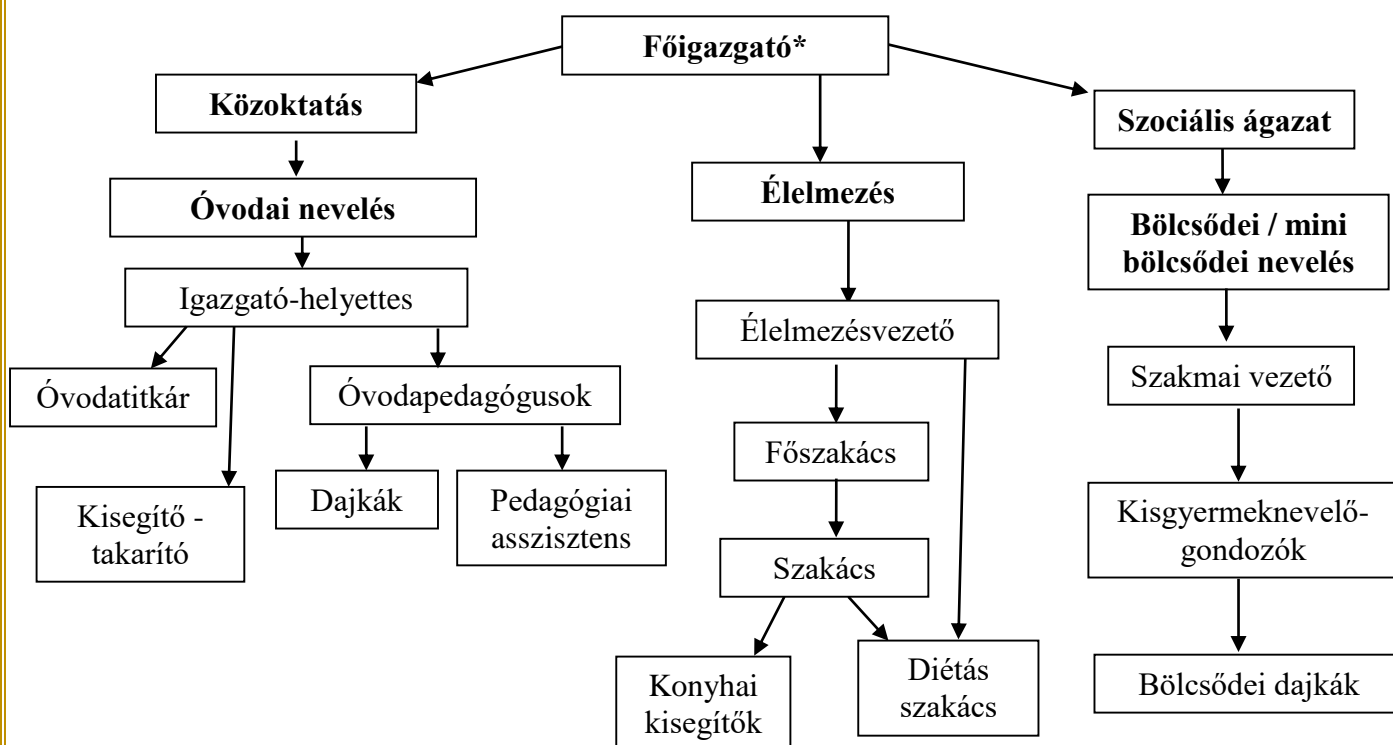 Főigazgató*
Közoktatás
Szociális ágazat
Óvodai nevelés
Élelmezés
Bölcsődei / mini
bölcsődei nevelés
Igazgató-helyettes
Élelmezésvezető
Szakmai vezető
Óvodatitkár
Óvodapedagógusok
Főszakács
Kisegítő -
takarító
Dajkák
Pedagógiai
asszisztens
Kisgyermeknevelő-
gondozók
Szakács
Konyhai
kisegítők
Diétás
szakács
Bölcsődei dajkák